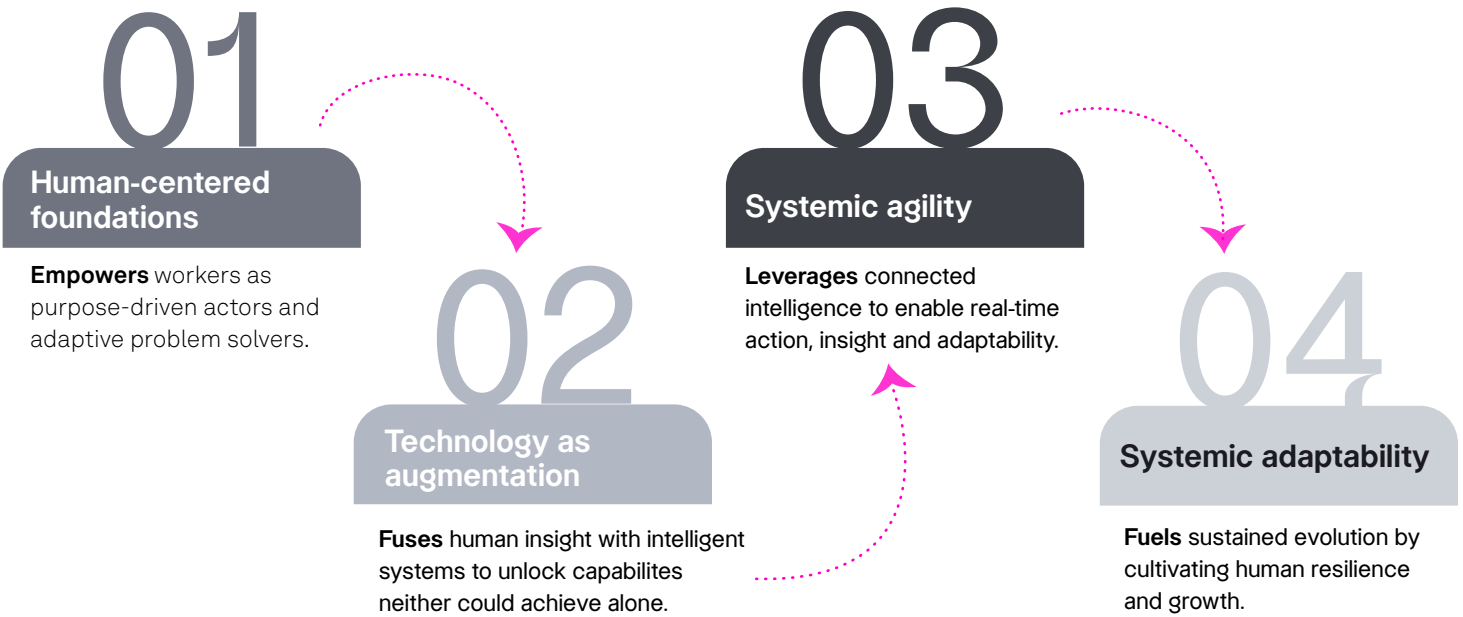 01
Human-centered
foundations
Empowers workers as
purpose-driven actors and
adaptive problem solvers.
02
Technology as
augmentation
Fuses human insight with intelligent
systems to unlock capabilites
neither could achieve alone.
03
Systemic agility
Leverages connected
intelligence to enable real-time
action, insight and adaptability.
04
Systemic adaptability
Fuels sustained evolution by
cultivating human resilience
and growth.